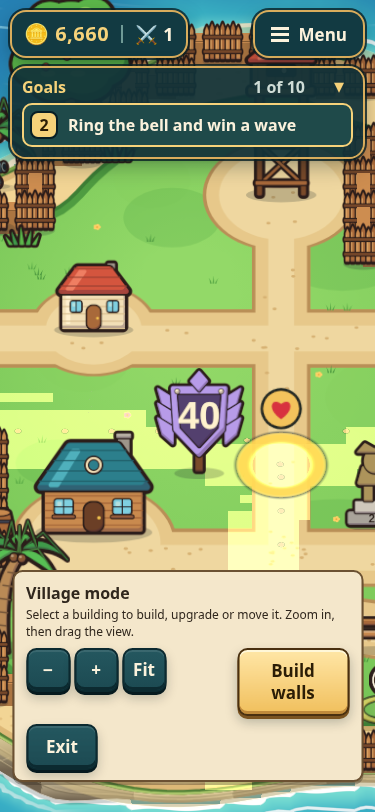 6,660
1
Menu
Goals
1 of 10
2
Ring the bell and win a wave
40
2
Village mode
Select a building to build, upgrade or move it. Zoom in,
then drag the view.
−
+
Fit
Build
walls
Exit